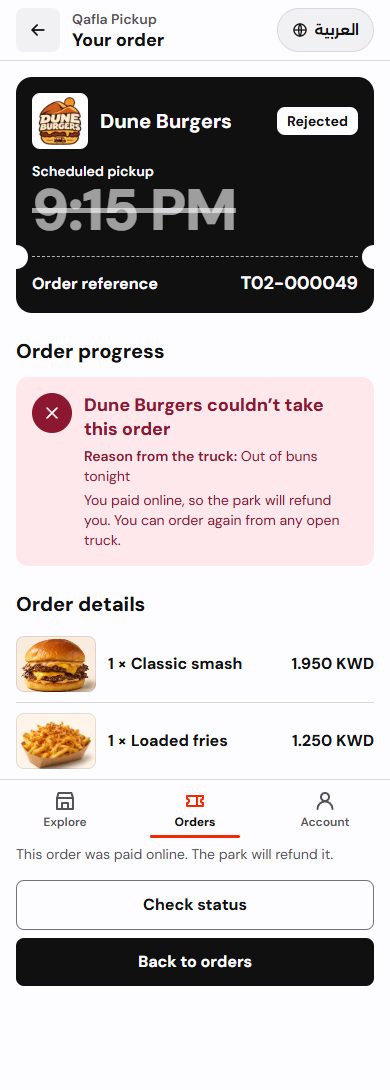 Qafla Pickup
Your order
العربية
DUNE
BURGERS
Dune Burgers
Rejected
Scheduled pickup
9:15 PM
Order reference
T02-000049
Order progress
Dune Burgers couldn’t take
this order
Reason from the truck: Out of buns
tonight
You paid online, so the park will refund
you. You can order again from any open
truck.
Order details
1 × Classic smash
1.950 KWD
1 × Loaded fries
1.250 KWD
Explore
Orders
Account
This order was paid online. The park will refund it.
Check status
Back to orders